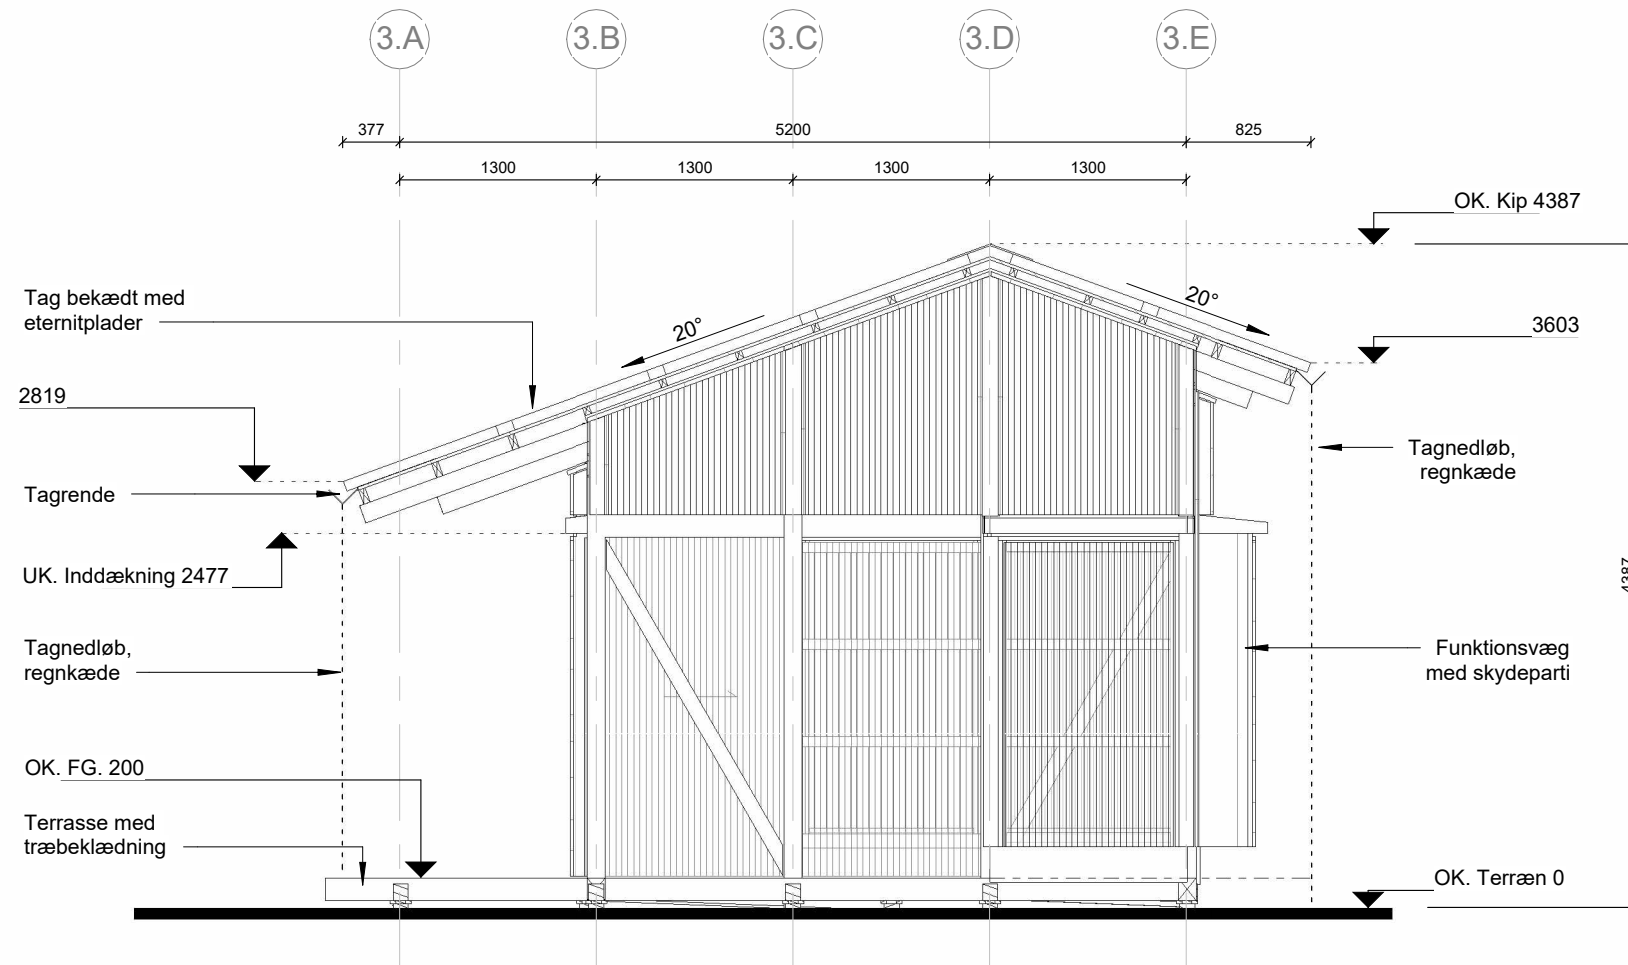 3.A 3.B 3.C 3.D 3.E
377 5200 825
1300 1300 1300 1300
OK. Kip 4387
Tag bekædt med
eternitplader
20°
20°
3603
2819
Tagnedløb,
regnkæde
Tagrende
UK. Inddækning 2477
4387
Tagnedløb,
regnkæde
Funktionsvæg
med skydeparti
OK. FG. 200
Terrasse med
træbeklædning
OK. Terræn 0